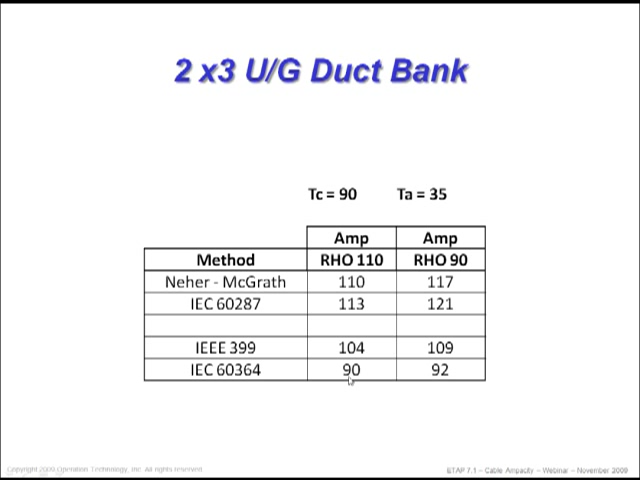 2 x3 U/G Duct Bank
Tc = 90 Ta = 35
Amp Amp
Method RHO 110 RHO 90
Neher - McGrath 110 117
IEC 60287 113 121
IEEE 399 104 109
IEC 60364 90 92
Copyright 2009 Operation Technology, Inc. All rights reserved. ETAP 7.1 – Cable Ampacity – Webinar – November 2009